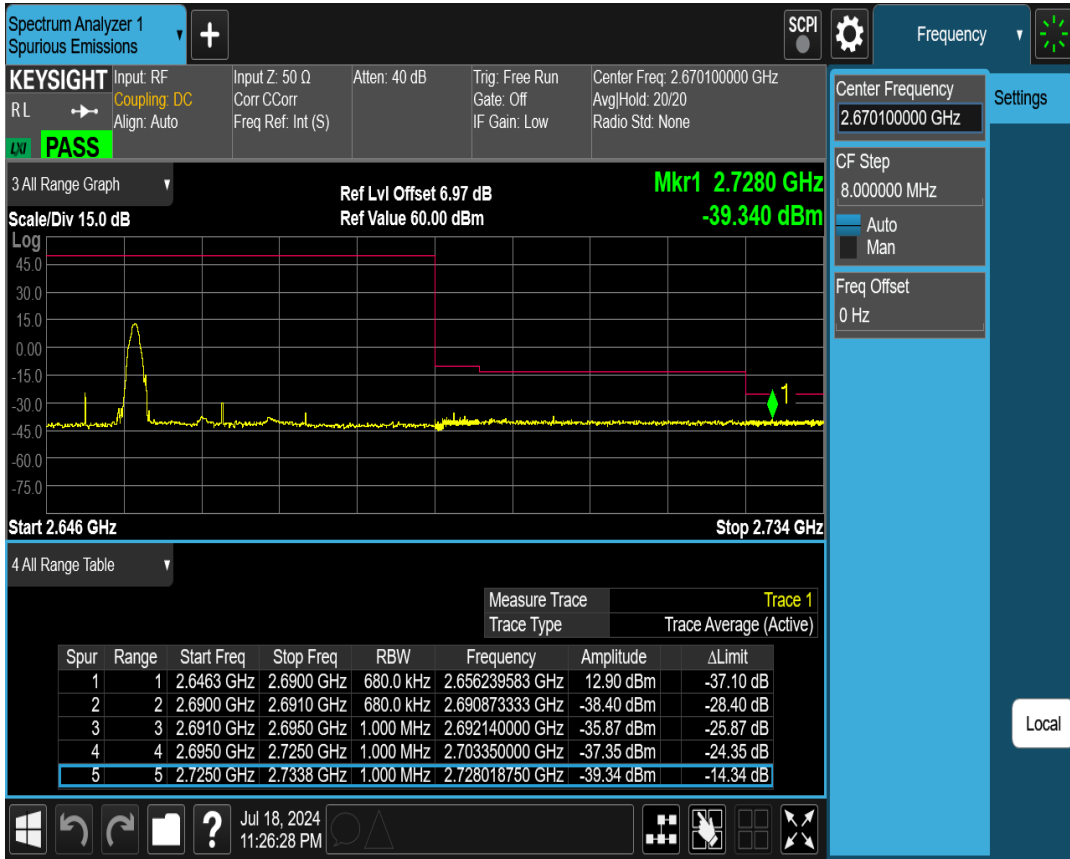 Spectrum Analyzer 1
Spurious Emissions
+
SCPI
Frequency
KEYSIGHT
RL
LXI
PASS
Input: RF
Coupling: DC
Align: Auto
Input Z: 50 Ω
Corr CCorr
Freq Ref: Int (S)
Atten: 40 dB
Trig: Free Run
Gate: Off
IF Gain: Low
Center Freq: 2.670100000 GHz
Avg|Hold: 20/20
Radio Std: None
Center Frequency
2.670100000 GHz
Settings
CF Step
8.000000 MHz
Auto
Man
Freq Offset
0 Hz
Local
3 All Range Graph
Scale/Div 15.0 dB
Ref Lvl Offset 6.97 dB
Ref Value 60.00 dBm
Mkr1 2.7280 GHz
-39.340 dBm
Log
45.0
30.0
15.0
0.00
-15.0
-30.0
-45.0
-60.0
-75.0
1
Start 2.646 GHz
Stop 2.734 GHz
4 All Range Table
Measure Trace Trace 1
Trace Type Trace Average (Active)
Spur Range Start Freq Stop Freq RBW Frequency Amplitude ΔLimit
1 1 2.6463 GHz 2.6900 GHz 680.0 kHz 2.656239583 GHz 12.90 dBm -37.10 dB
2 2 2.6900 GHz 2.6910 GHz 680.0 kHz 2.690873333 GHz -38.40 dBm -28.40 dB
3 3 2.6910 GHz 2.6950 GHz 1.000 MHz 2.692140000 GHz -35.87 dBm -25.87 dB
4 4 2.6950 GHz 2.7250 GHz 1.000 MHz 2.703350000 GHz -37.35 dBm -24.35 dB
5 5 2.7250 GHz 2.7338 GHz 1.000 MHz 2.728018750 GHz -39.34 dBm -14.34 dB
?
Jul 18, 2024
11:26:28 PM